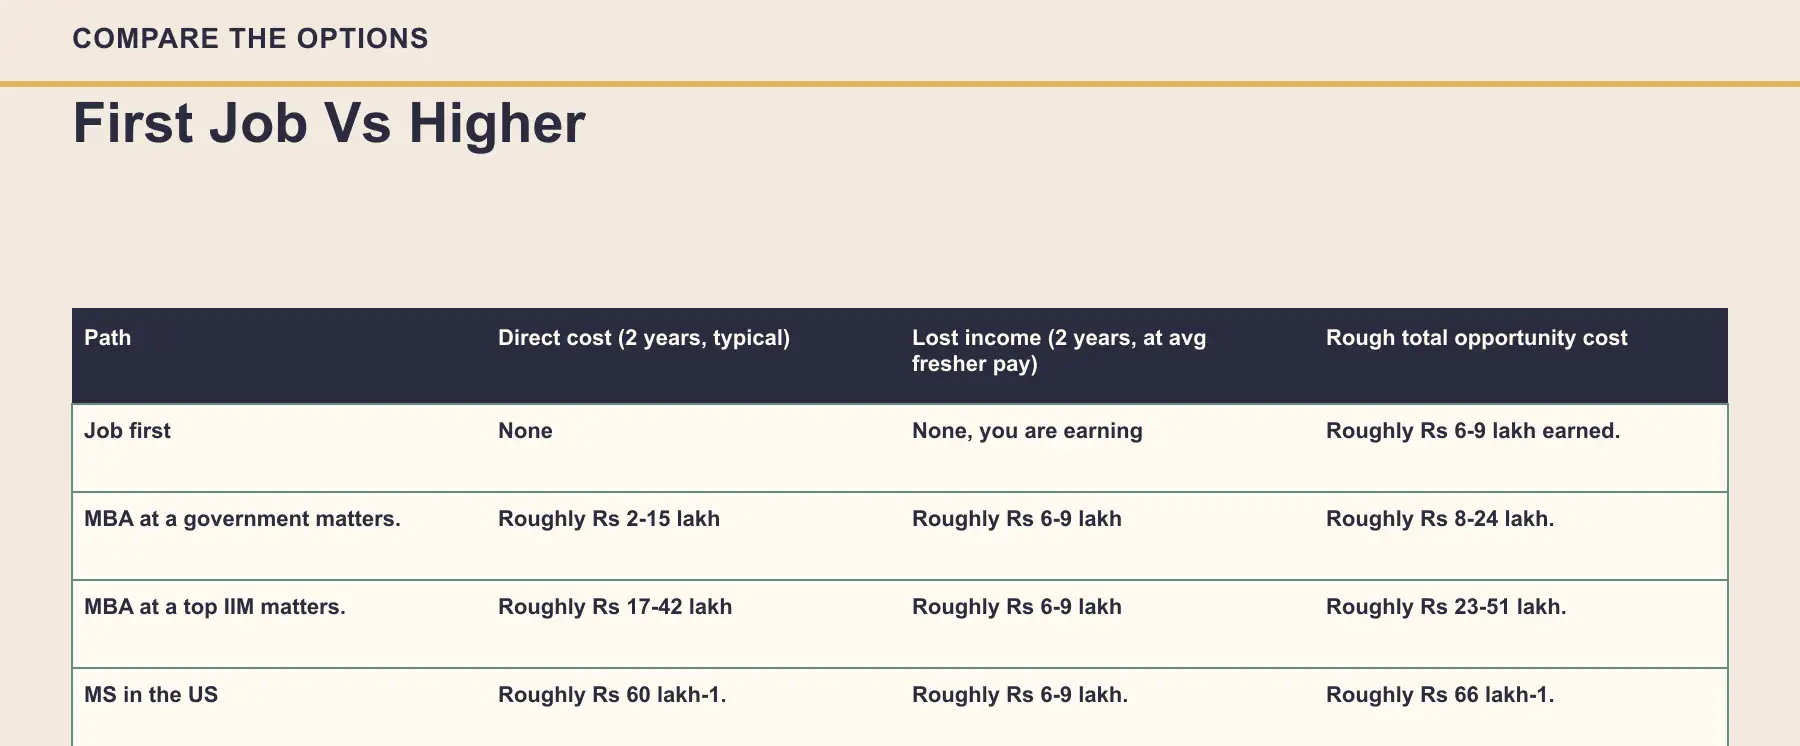 COMPARE THE OPTIONS
First Job Vs Higher
Path
Direct cost (2 years, typical)
Lost income (2 years, at avg
fresher pay)
Rough total opportunity cost
Job first
None
None, you are earning
Roughly Rs 6-9 lakh earned.
MBA at a government matters.
Roughly Rs 2-15 lakh
Roughly Rs 6-9 lakh
Roughly Rs 8-24 lakh.
MBA at a top IIM matters.
Roughly Rs 17-42 lakh
Roughly Rs 6-9 lakh
Roughly Rs 23-51 lakh.
MS in the US
Roughly Rs 60 lakh-1.
Roughly Rs 6-9 lakh.
Roughly Rs 66 lakh-1.